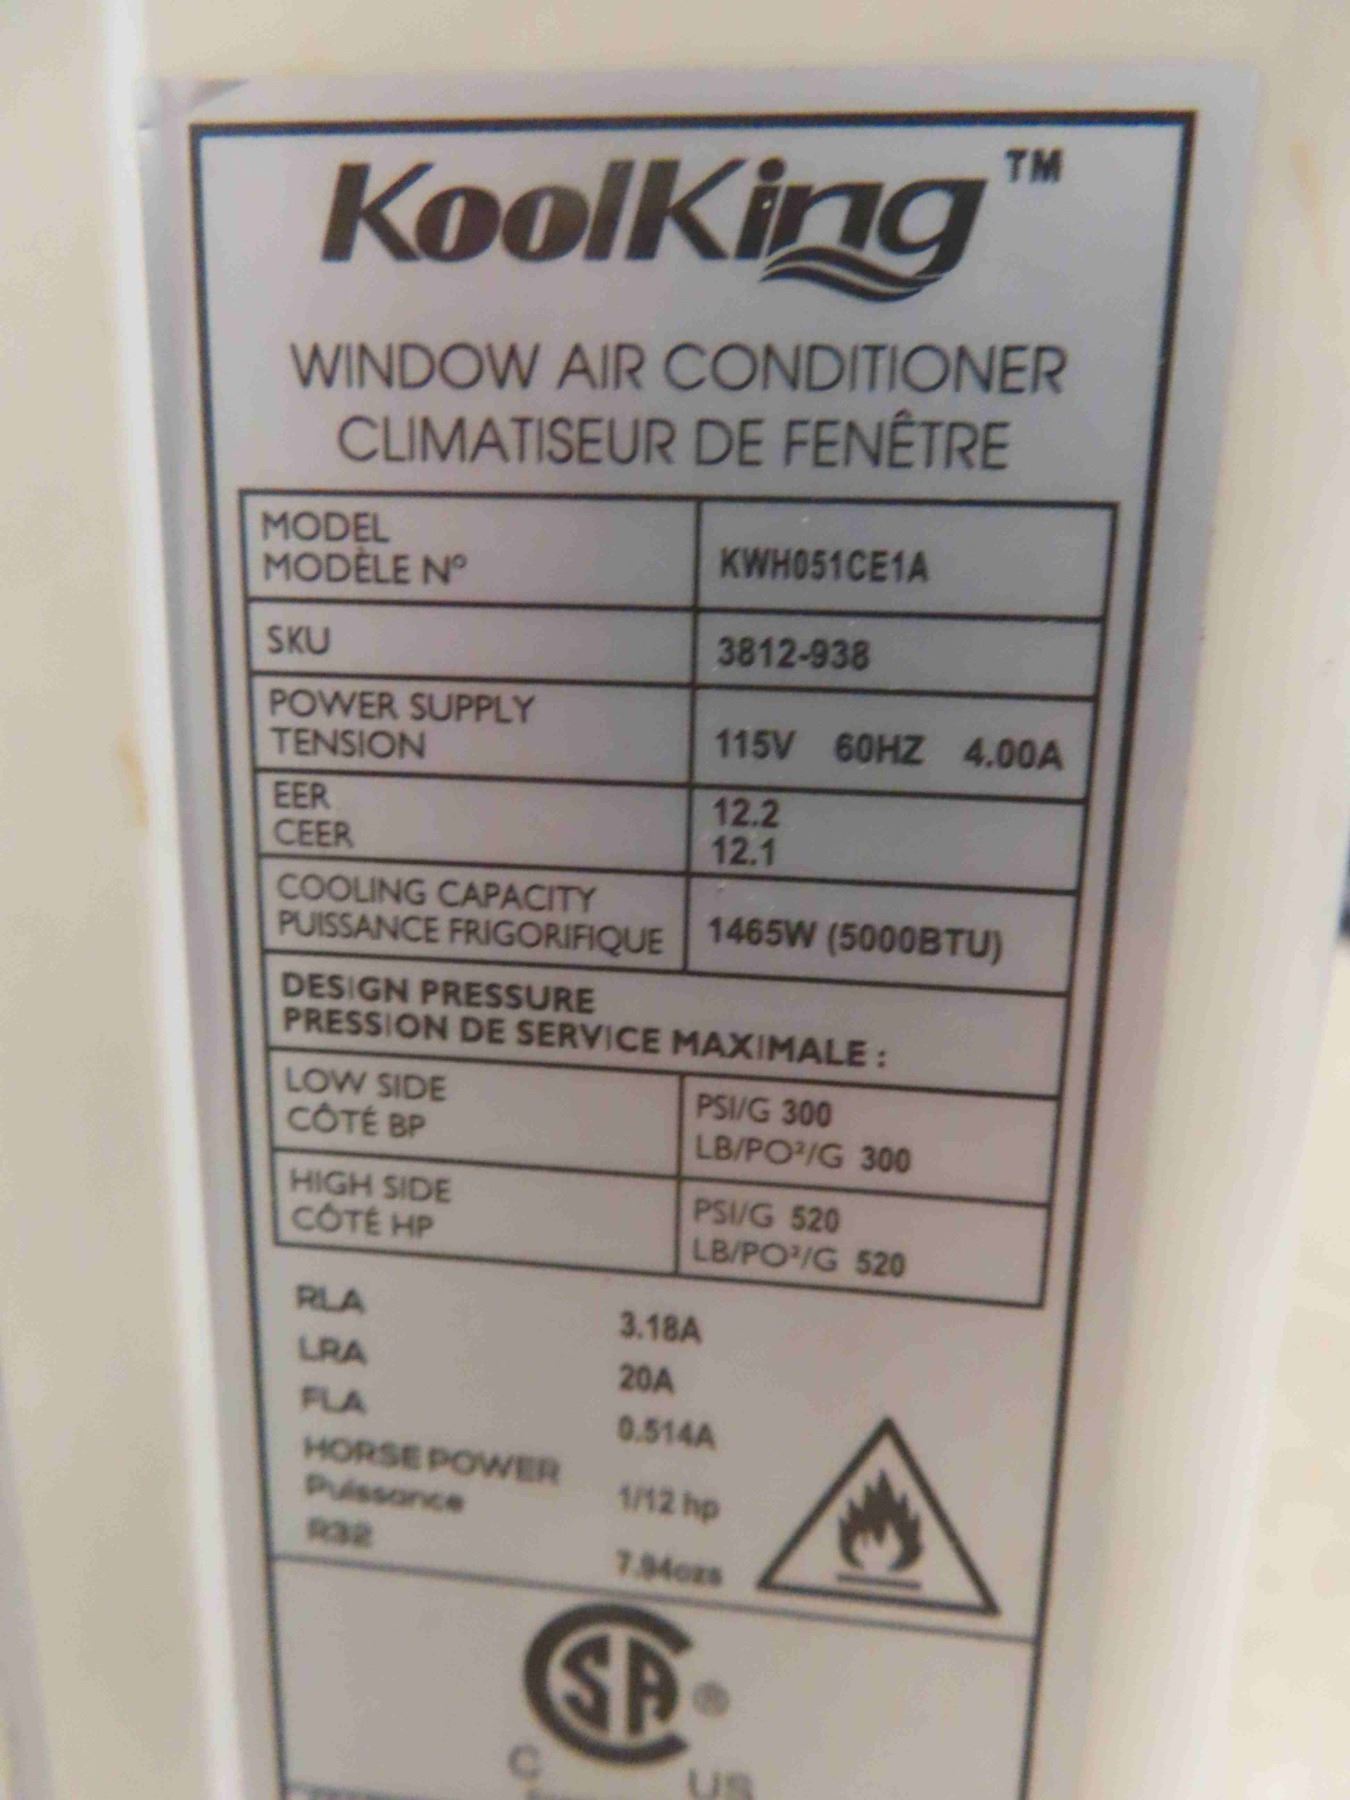 KoolKing™
WINDOW AIR CONDITIONER
CLIMATISEUR DE FENÊTRE
MODEL
MODÈLE Nº
KWH051CE1A
SKU
3812-938
POWER SUPPLY
TENSION
115V 60HZ 4.00A
EER
CEER
12.2
12.1
COOLING CAPACITY
PUISSANCE FRIGORIFIQUE
1465W (5000BTU)
DESIGN PRESSURE
PRESSION DE SERVICE MAXIMALE :
LOW SIDE
CÔTÉ BP
PSI/G 300
LB/PO²/G 300
HIGH SIDE
CÔTÉ HP
PSI/G 520
LB/PO²/G 520
RLA 3.18A
LRA 20A
FLA 0.514A
HORSE POWER
Puissance
1/12 hp
R32 7.94ozs
CSA®
C US